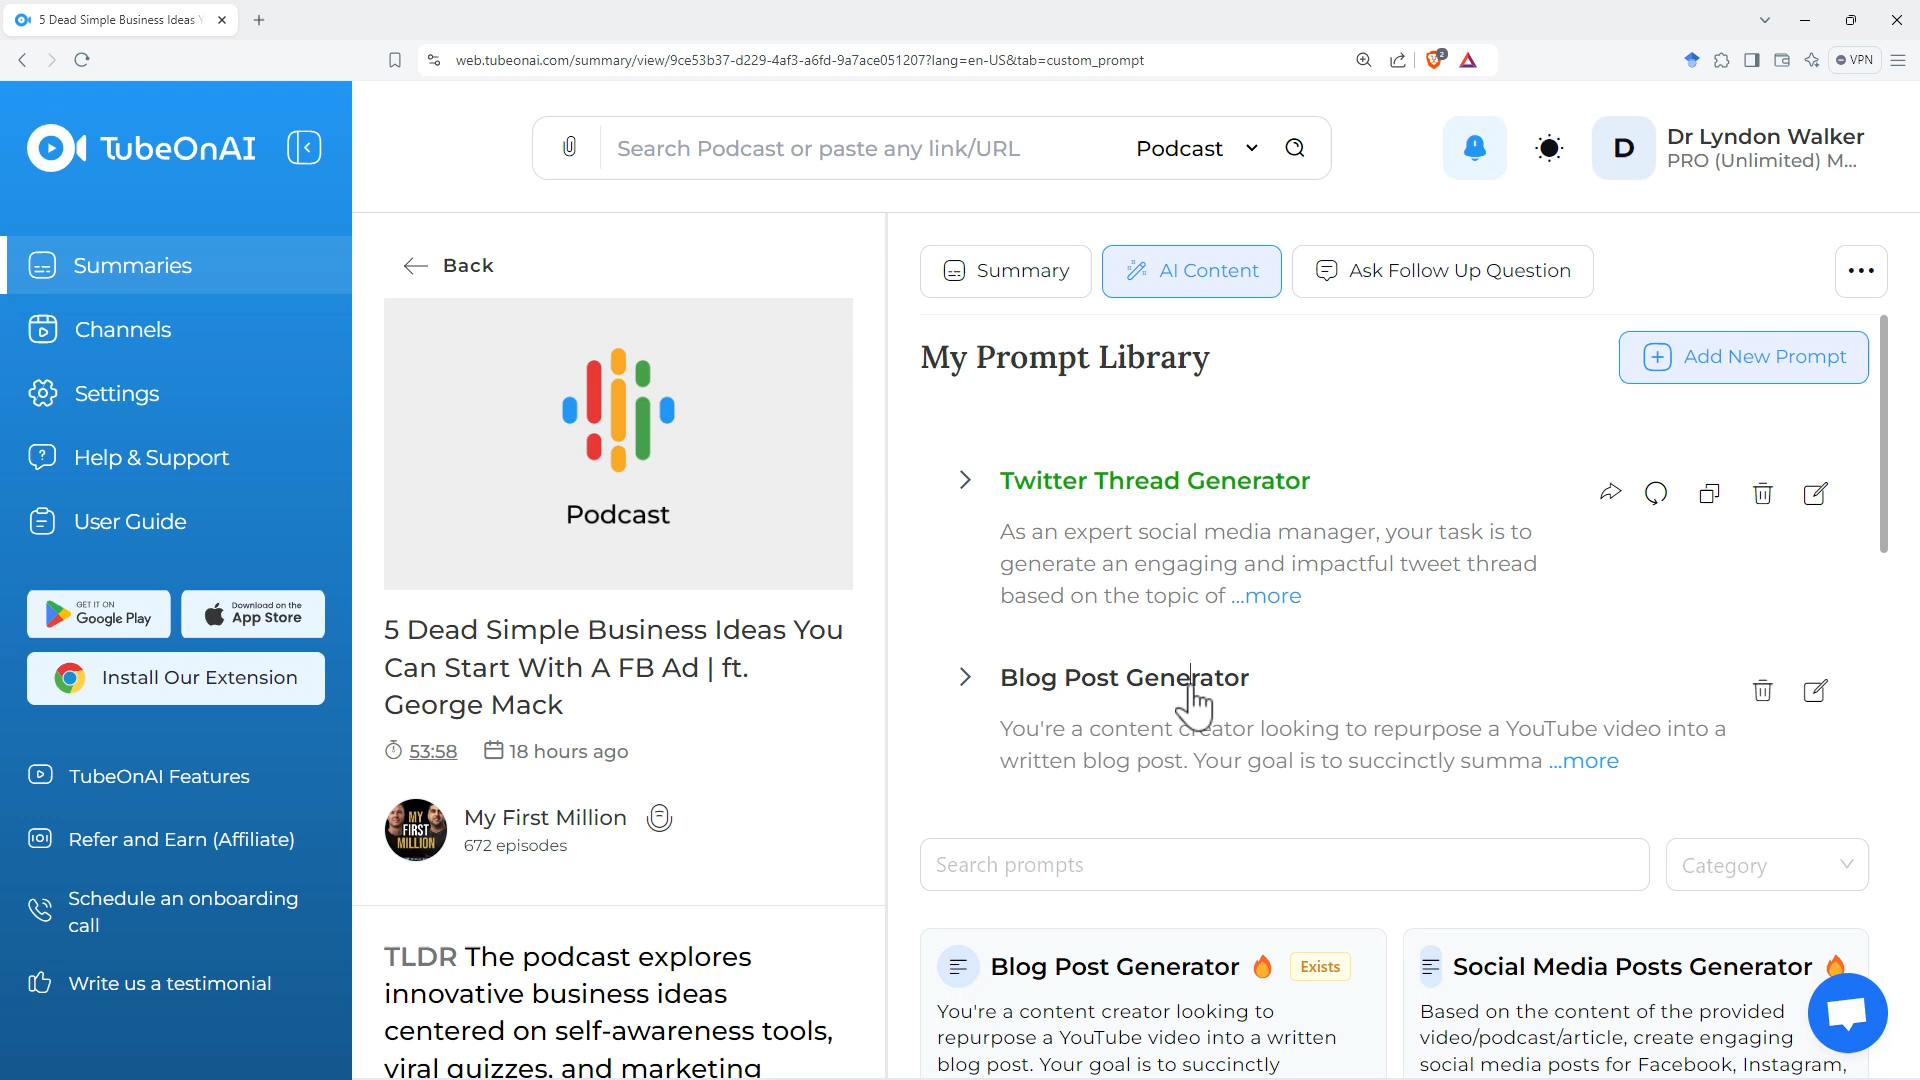 5 Dead Simple Business Ideas Y
web.tubeonai.com/summary/view/9ce53b37-d229-4af3-a6fd-9a7ace051207?lang=en-US&tab=custom_prompt
2
VPN
TubeOnAI
Search Podcast or paste any link/URL
Podcast
D
Dr Lyndon Walker
PRO (Unlimited) M...
Summaries
Channels
Settings
Help & Support
User Guide
GET IT ON
Google Play
Download on the
App Store
Install Our Extension
TubeOnAI Features
Refer and Earn (Affiliate)
Schedule an onboarding
call
Write us a testimonial
Back
Podcast
5 Dead Simple Business Ideas You
Can Start With A FB Ad | ft.
George Mack
53:58
18 hours ago
MY
FIRST
MILLION
My First Million
672 episodes
TLDR The podcast explores
innovative business ideas
centered on self-awareness tools,
viral quizzes, and marketing
Summary
AI Content
Ask Follow Up Question
My Prompt Library
Add New Prompt
Twitter Thread Generator
As an expert social media manager, your task is to
generate an engaging and impactful tweet thread
based on the topic of ...more
Blog Post Generator
You're a content creator looking to repurpose a YouTube video into a
written blog post. Your goal is to succinctly summa ...more
Search prompts
Category
Blog Post Generator
Exists
You're a content creator looking to
repurpose a YouTube video into a written
blog post. Your goal is to succinctly
Social Media Posts Generator
Based on the content of the provided
video/podcast/article, create engaging
social media posts for Facebook, Instagram,